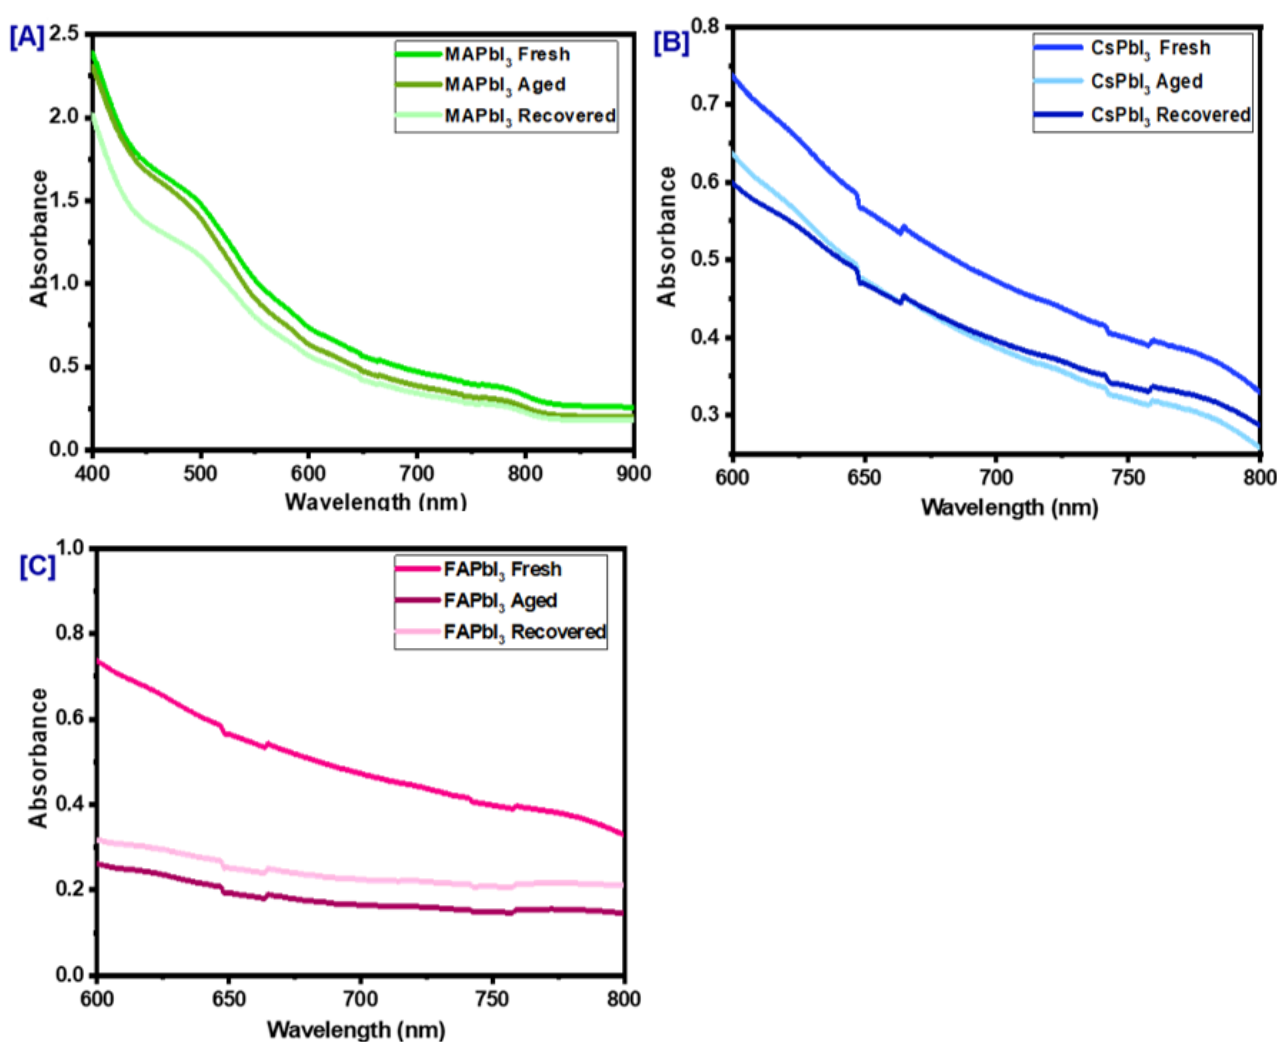 [A]
2.5
2.0
1.5
1.0
0.5
0.0
Absorbance
MAPbI₃ Fresh
MAPbI₃ Aged
MAPbI₃ Recovered
400 500 600 700 800 900
Wavelength (nm)
[B]
0.8
0.7
0.6
0.5
0.4
0.3
Absorbance
CsPbI₃ Fresh
CsPbI₃ Aged
CsPbI₃ Recovered
600 650 700 750 800
Wavelength (nm)
[C]
1.0
0.8
0.6
0.4
0.2
0.0
Absorbance
FAPbI₃ Fresh
FAPbI₃ Aged
FAPbI₃ Recovered
600 650 700 750 800
Wavelength (nm)